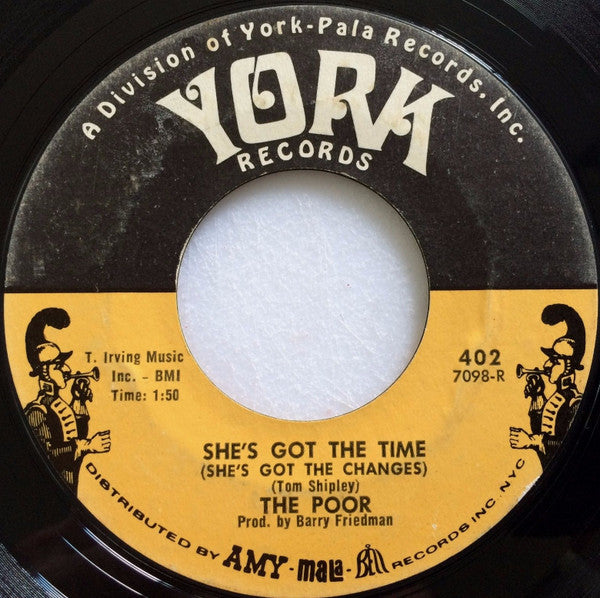 A Division of York-Pala Records, Inc.
YORK
RECORDS
T. Irving Music
Inc. - BMI
Time: 1:50
402
7098-R
SHE'S GOT THE TIME
(SHE'S GOT THE CHANGES)
(Tom Shipley)
THE POOR
Prod. by Barry Friedman
DISTRIBUTED BY AMY - mala - Bell RECORDS INC. NYC